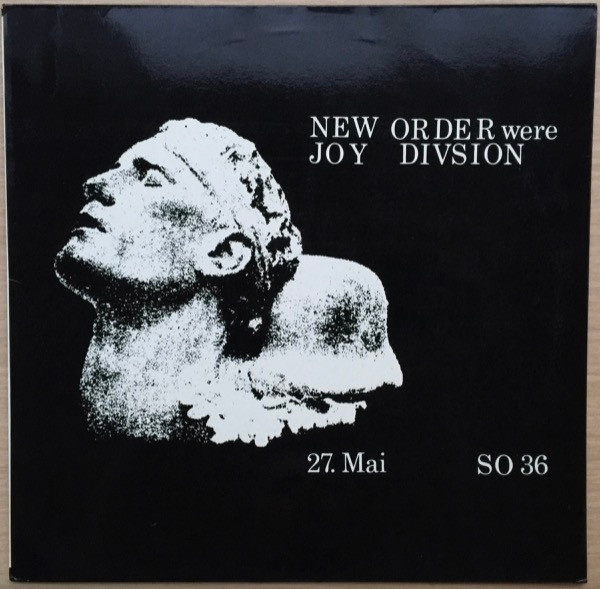 NEW ORDER were
JOY DIVSION
27. Mai SO 36